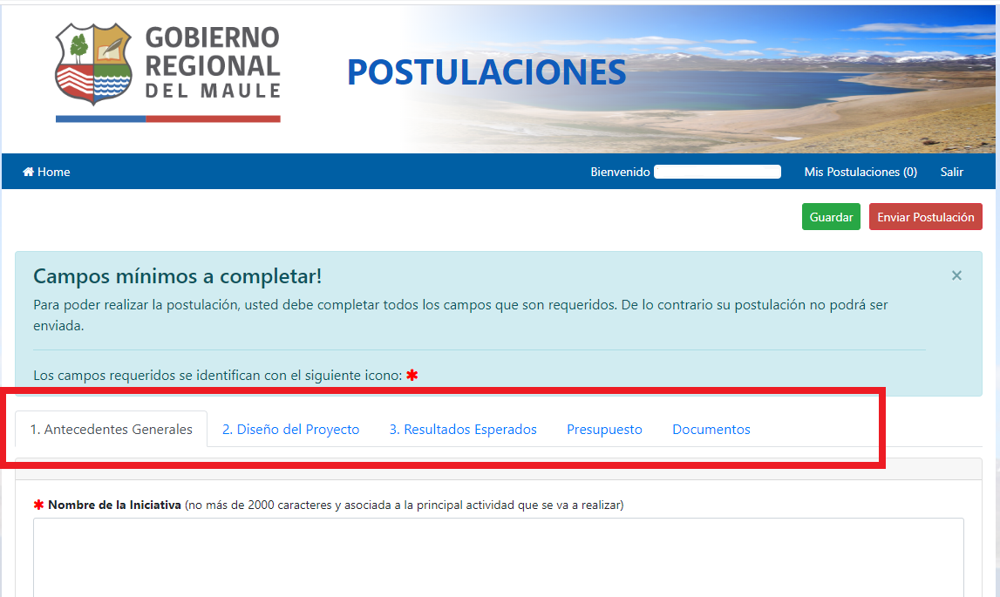 GOBIERNO
REGIONAL
DEL MAULE
POSTULACIONES
Home
Bienvenido
Mis Postulaciones (0)
Salir
Guardar
Enviar Postulación
Campos mínimos a completar!
×
Para poder realizar la postulación, usted debe completar todos los campos que son requeridos. De lo contrario su postulación no podrá ser
enviada.
Los campos requeridos se identifican con el siguiente icono: ✱
1. Antecedentes Generales
2. Diseño del Proyecto
3. Resultados Esperados
Presupuesto
Documentos
✱ Nombre de la Iniciativa (no más de 2000 caracteres y asociada a la principal actividad que se va a realizar)